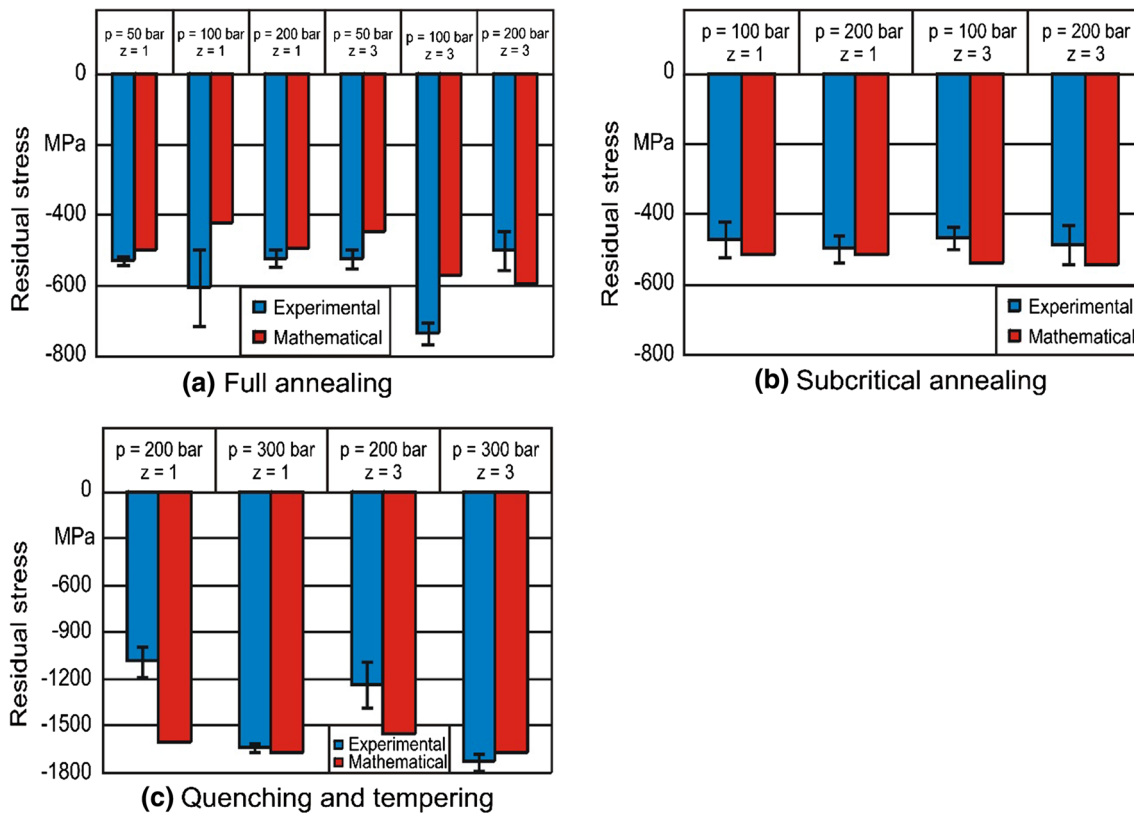 p = 50 bar
z = 1
p = 100 bar
z = 1
p = 200 bar
z = 1
p = 50 bar
z = 3
p = 100 bar
z = 3
p = 200 bar
z = 3
0
MPa
-400
-600
-800
Residual stress
Experimental
Mathematical
(a) Full annealing
p = 100 bar
z = 1
p = 200 bar
z = 1
p = 100 bar
z = 3
p = 200 bar
z = 3
0
MPa
-400
-600
-800
Residual stress
Experimental
Mathematical
(b) Subcritical annealing
p = 200 bar
z = 1
p = 300 bar
z = 1
p = 200 bar
z = 3
p = 300 bar
z = 3
0
MPa
-600
-900
-1200
-1500
-1800
Residual stress
Experimental
Mathematical
(c) Quenching and tempering